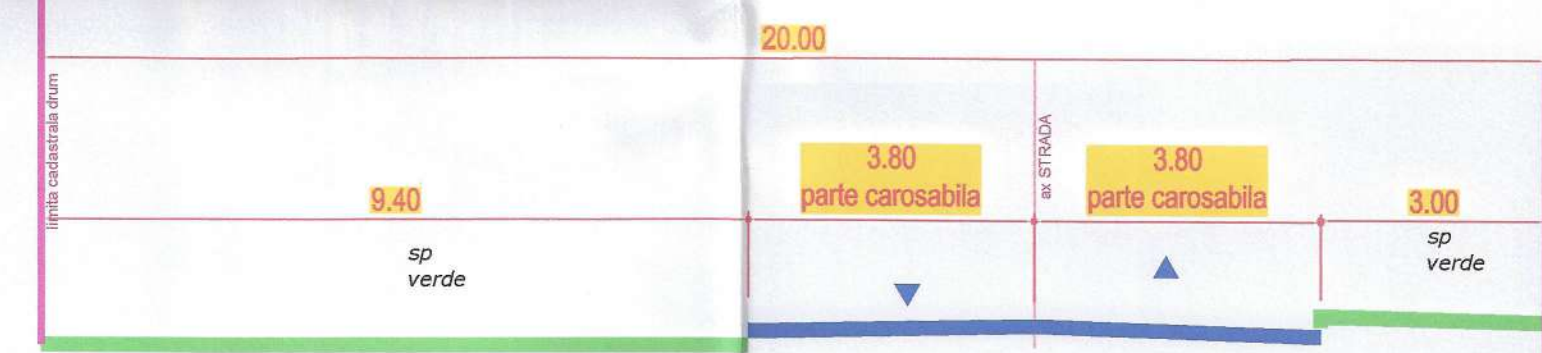 20.00
limita cadastrala drum
ax STRADA
3.80
parte carosabila
3.80
parte carosabila
9.40
3.00
sp
verde
sp
verde